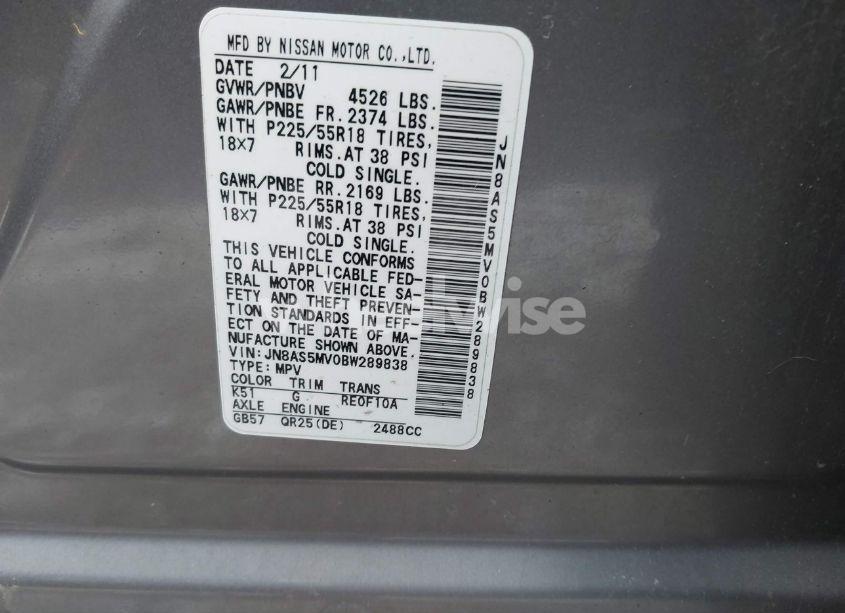 MFD BY NISSAN MOTOR CO.,LTD.
DATE 2/11
GVWR/PNBV 4526 LBS.
GAWR/PNBE FR. 2374 LBS.
WITH P225/55R18 TIRES,
18×7 RIMS.AT 38 PSI
COLD SINGLE.
GAWR/PNBE RR. 2169 LBS.
WITH P225/55R18 TIRES,
18×7 RIMS.AT 38 PSI
COLD SINGLE.
THIS VEHICLE CONFORMS
TO ALL APPLICABLE FED-
ERAL MOTOR VEHICLE SA-
FETY AND THEFT PREVEN-
TION STANDARDS IN EFF-
ECT ON THE DATE OF MA-
NUFACTURE SHOWN ABOVE.
VIN:JN8AS5MV0BW289838
TYPE:MPV
COLOR TRIM TRANS
K51 G RE0F10A
AXLE ENGINE
GB57 QR25(DE) 2488CC
JN8AS5MV0BW289838